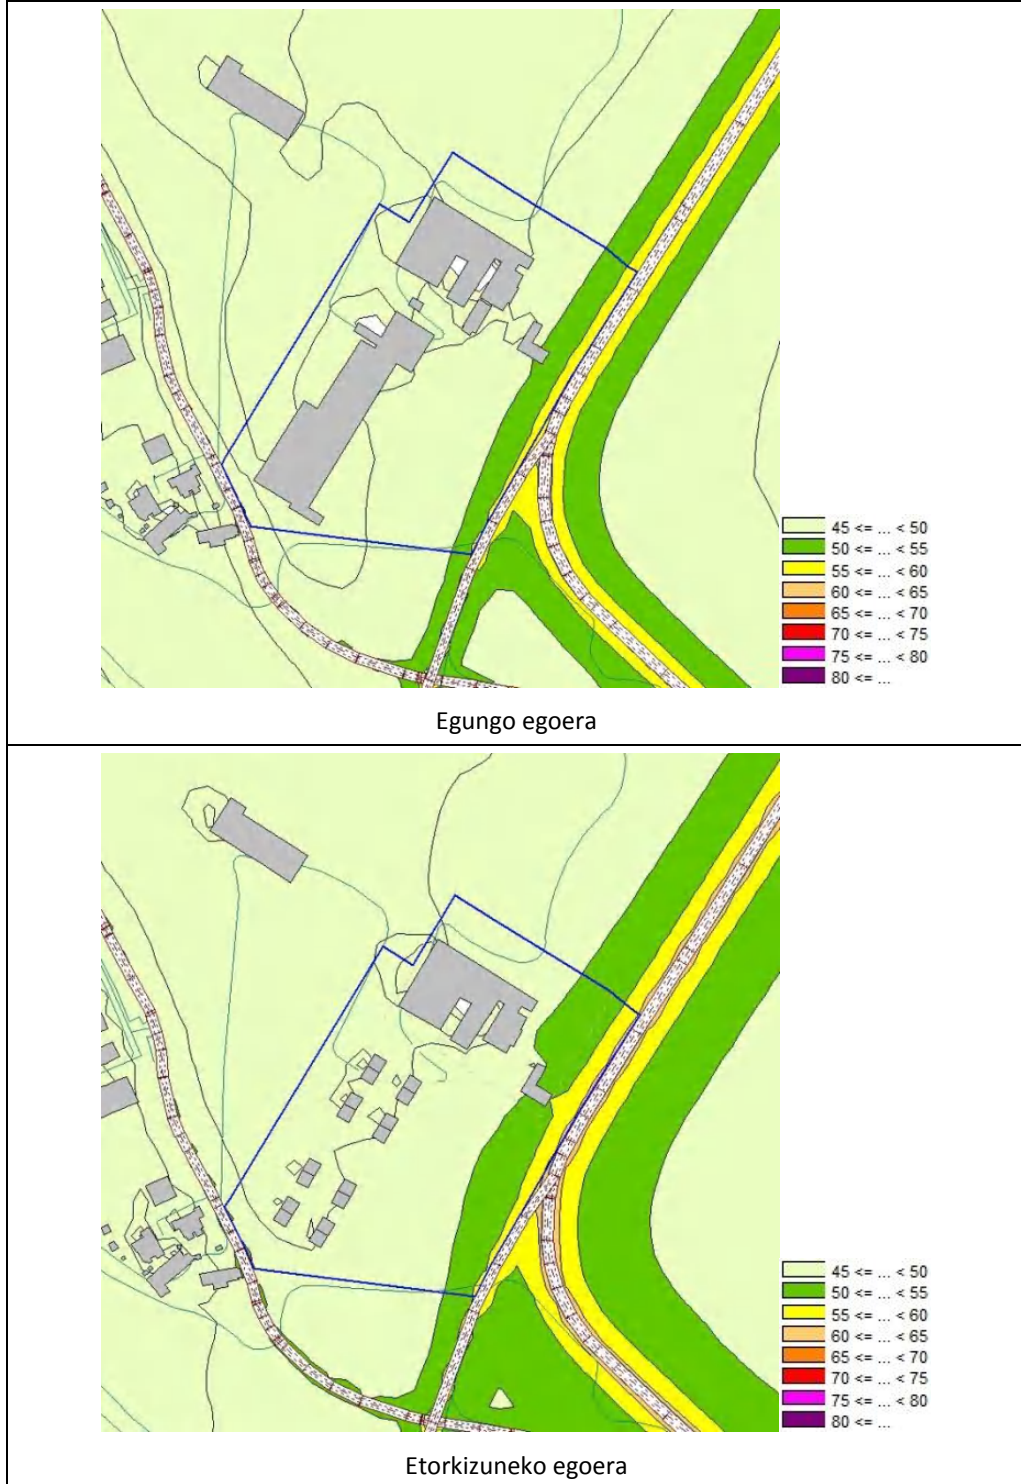 45 <= ... < 50
50 <= ... < 55
55 <= ... < 60
60 <= ... < 65
65 <= ... < 70
70 <= ... < 75
75 <= ... < 80
80 <= ...
Egungo egoera
45 <= ... < 50
50 <= ... < 55
55 <= ... < 60
60 <= ... < 65
65 <= ... < 70
70 <= ... < 75
75 <= ... < 80
80 <= ...
Etorkizuneko egoera